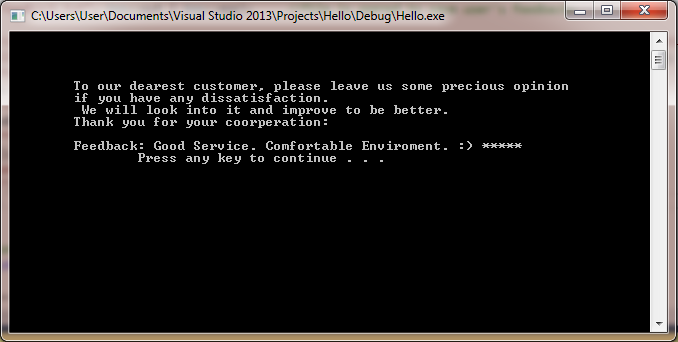 C:\Users\User\Documents\Visual Studio 2013\Projects\Hello\Debug\Hello.exe
To our dearest customer, please leave us some precious opinion
if you have any dissatisfaction.
We will look into it and improve to be better.
Thank you for your coorperation:
Feedback: Good Service. Comfortable Enviroment. :) *****
Press any key to continue . . .